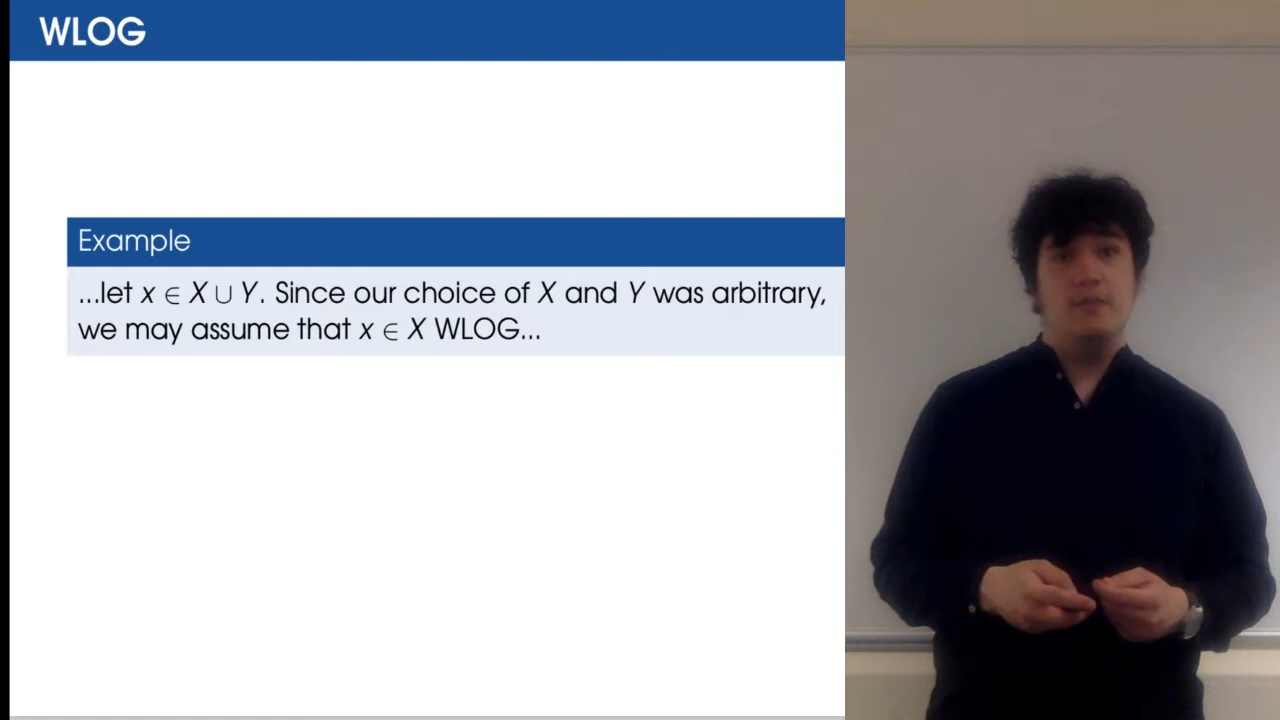 WLOG
Example
...let x ∈ X ∪ Y. Since our choice of X and Y was arbitrary,
we may assume that x ∈ X WLOG...